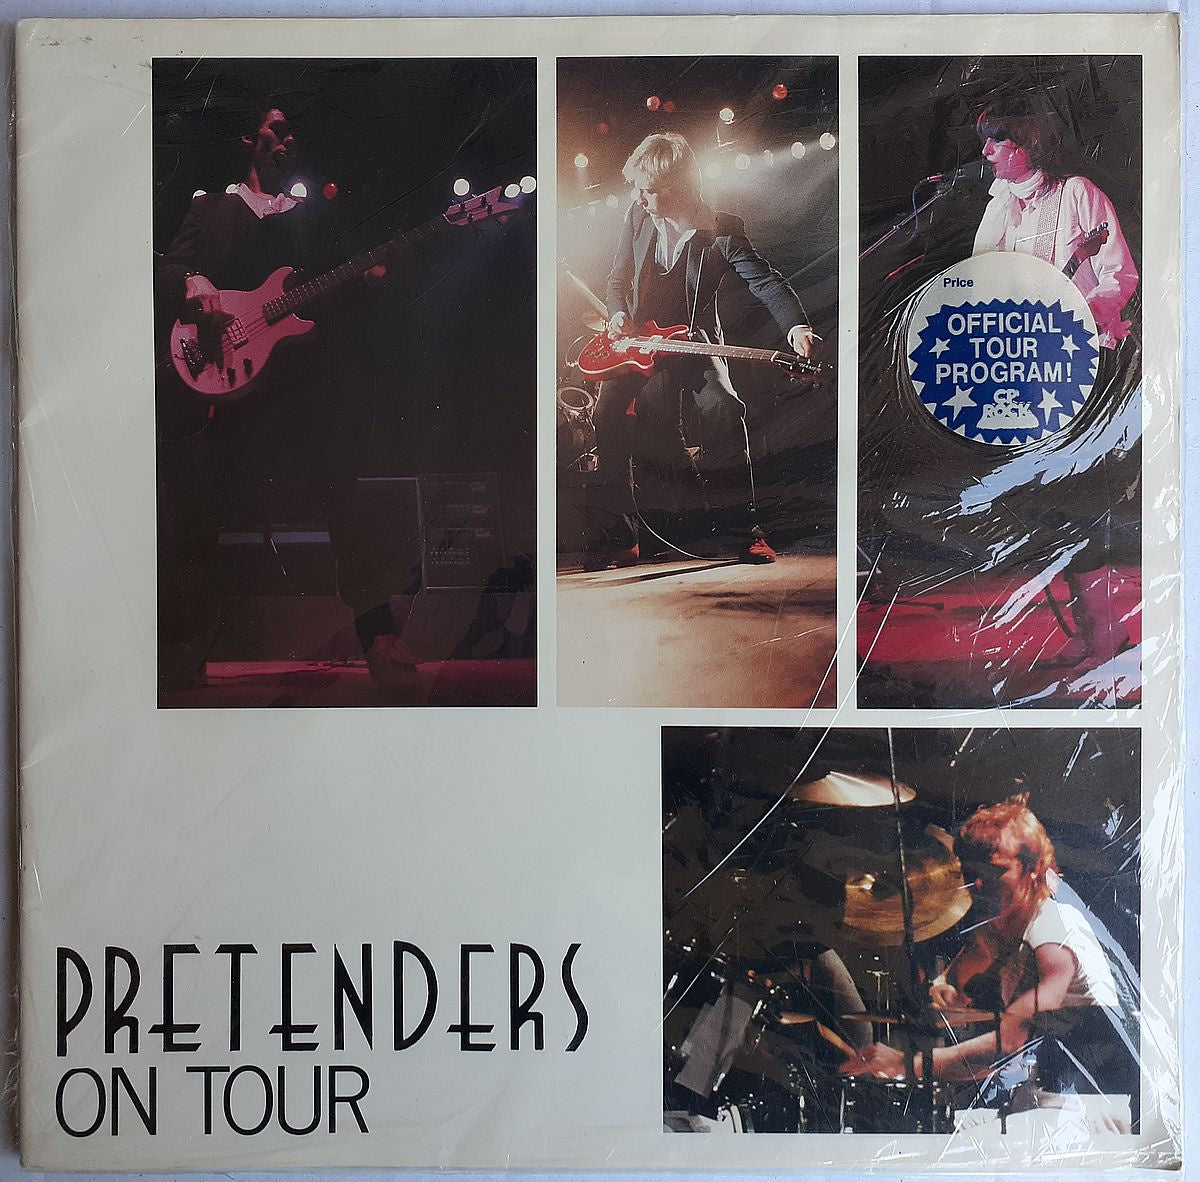 Price
OFFICIAL
TOUR
PROGRAM!
CP
ROCK
PRETENDERS
ON TOUR